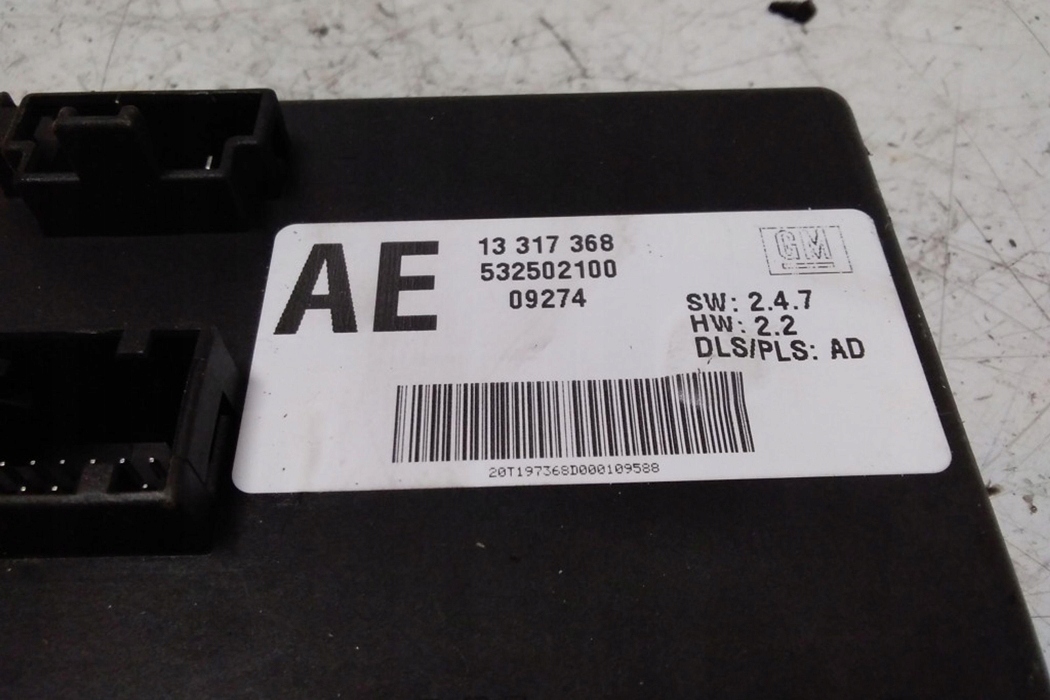 AE
13 317 368
532502100
09274
GM
SW: 2.4.7
HW: 2.2
DLS/PLS: AD
20T197368D000109588